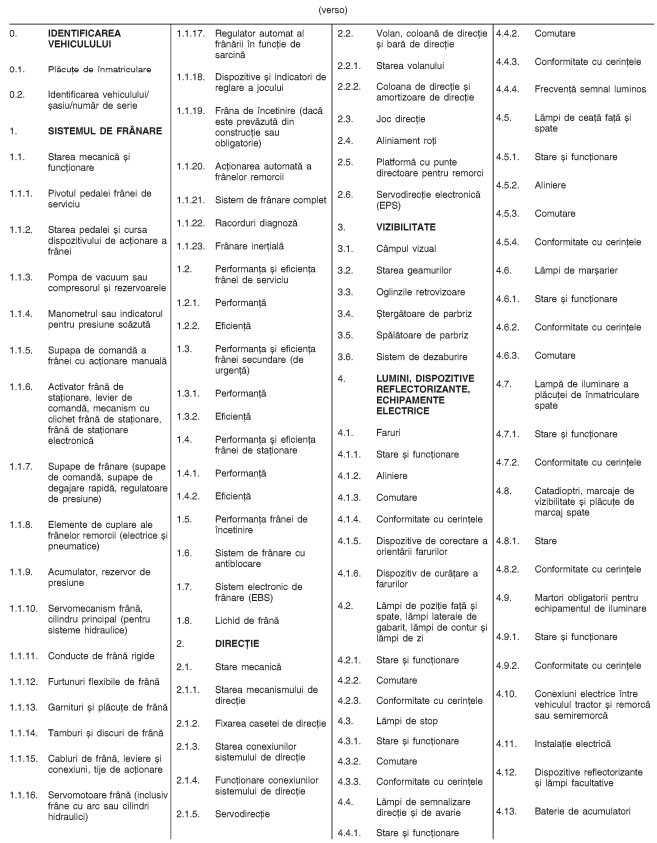 (verso)
0. IDENTIFICAREA
VEHICULULUI
0.1. Plăcuțe de înmatriculare
0.2. Identificarea vehiculului/
șasiu/număr de serie
1. SISTEMUL DE FRÂNARE
1.1. Starea mecanică și
funcționare
1.1.1. Pivotul pedalei frânei de
serviciu
1.1.2. Starea pedalei și cursa
dispozitivului de acționare a
frânei
1.1.3. Pompa de vacuum sau
compresorul și rezervoarele
1.1.4. Manometrul sau indicatorul
pentru presiune scăzută
1.1.5. Supapa de comandă a
frânei cu acționare manuală
1.1.6. Activator frână de
staționare, levier de
comandă, mecanism cu
clichet frână de staționare,
frână de staționare
electronică
1.1.7. Supape de frânare (supape
de comandă, supape de
degajare rapidă, regulatoare
de presiune)
1.1.8. Elemente de cuplare ale
frânelor remorcii (electrice și
pneumatice)
1.1.9. Acumulator, rezervor de
presiune
1.1.10. Servomecanism frână,
cilindru principal (pentru
sisteme hidraulice)
1.1.11. Conducte de frână rigide
1.1.12. Furtunuri flexibile de frână
1.1.13. Garnituri și plăcuțe de frână
1.1.14. Tamburi și discuri de frână
1.1.15. Cabluri de frână, leviere și
conexiuni, tije de acționare
1.1.16. Servomotoare frână (inclusiv
frâne cu arc sau cilindri
hidraulici)
1.1.17. Regulator automat al
frânării în funcție de
sarcină
1.1.18. Dispozitive și indicatori de
reglare a jocului
1.1.19. Frâna de încetinire (dacă
este prevăzuta din
construcție sau
obligatorie)
1.1.20. Acționarea automată a
frânelor remorcii
1.1.21. Sistem de frânare complet
1.1.22. Racorduri diagnoză
1.1.23. Frânare inerțială
1.2. Performanța și eficiența
frânei de serviciu
1.2.1. Performanță
1.2.2. Eficiență
1.3. Performanța și eficiența
frânei secundare (de
urgență)
1.3.1. Performanță
1.3.2. Eficiență
1.4. Performanța și eficiența
frânei de staționare
1.4.1. Performanță
1.4.2. Eficiență
1.5. Performanța frânei de
încetinire
1.6. Sistem de frânare cu
antiblocare
1.7. Sistem electronic de
frânare (EBS)
1.8. Lichid de frână
2. DIRECȚIE
2.1. Stare mecanică
2.1.1. Starea mecanismului de
direcție
2.1.2. Fixarea casetei de direcție
2.1.3. Starea conexiunilor
sistemului de direcție
2.1.4. Funcționare conexiunilor
sistemului de direcție
2.1.5. Servodirecție
2.2. Volan, coloană de direcție
și bară de direcție
2.2.1. Starea volanului
2.2.2. Coloana de direcție și
amortizoare de direcție
2.3. Joc direcție
2.4. Aliniament roți
2.5. Platformă cu punte
directoare pentru remorci
2.6. Servodirecție electronică
(EPS)
3. VIZIBILITATE
3.1. Câmpul vizual
3.2. Starea geamurilor
3.3. Oglinzile retrovizoare
3.4. Ștergătoare de parbriz
3.5. Spălătoare de parbriz
3.6. Sistem de dezaburire
4. LUMINI, DISPOZITIVE
REFLECTORIZANTE,
ECHIPAMENTE
ELECTRICE
4.1. Faruri
4.1.1. Stare și funcționare
4.1.2. Aliniere
4.1.3. Comutare
4.1.4. Conformitate cu cerințele
4.1.5. Dispozitive de corectare a
orientării farurilor
4.1.6. Dispozitiv de curățare a
farurilor
4.2. Lămpi de poziție față și
spate, lămpi laterale de
gabarit, lămpi de contur și
lămpi de zi
4.2.1. Stare și funcționare
4.2.2. Comutare
4.2.3. Conformitate cu cerințele
4.3. Lămpi de stop
4.3.1. Stare și funcționare
4.3.2. Comutare
4.3.3. Conformitate cu cerințele
4.4. Lămpi de semnalizare
direcție și de avarie
4.4.1. Stare și funcționare
4.4.2. Comutare
4.4.3. Conformitate cu cerințele
4.4.4. Frecvență semnal luminos
4.5. Lămpi de ceață față și
spate
4.5.1. Stare și funcționare
4.5.2. Aliniere
4.5.3. Comutare
4.5.4. Conformitate cu cerințele
4.6. Lămpi de marșarier
4.6.1. Stare și funcționare
4.6.2. Conformitate cu cerințele
4.6.3. Comutare
4.7. Lampă de iluminare a
plăcuței de înmatriculare
spate
4.7.1. Stare și funcționare
4.7.2. Conformitate cu cerințele
4.8. Catadioptri, marcaje de
vizibilitate și plăcuțe de
marcaj spate
4.8.1. Stare
4.8.2. Conformitate cu cerințele
4.9. Martori obligatorii pentru
echipamentul de iluminare
4.9.1. Stare și funcționare
4.9.2. Conformitate cu cerințele
4.10. Conexiuni electrice între
vehiculul tractor și remorcă
sau semiremorcă
4.11. Instalație electrică
4.12. Dispozitive reflectorizante
și lămpi facultative
4.13. Baterie de acumulatori